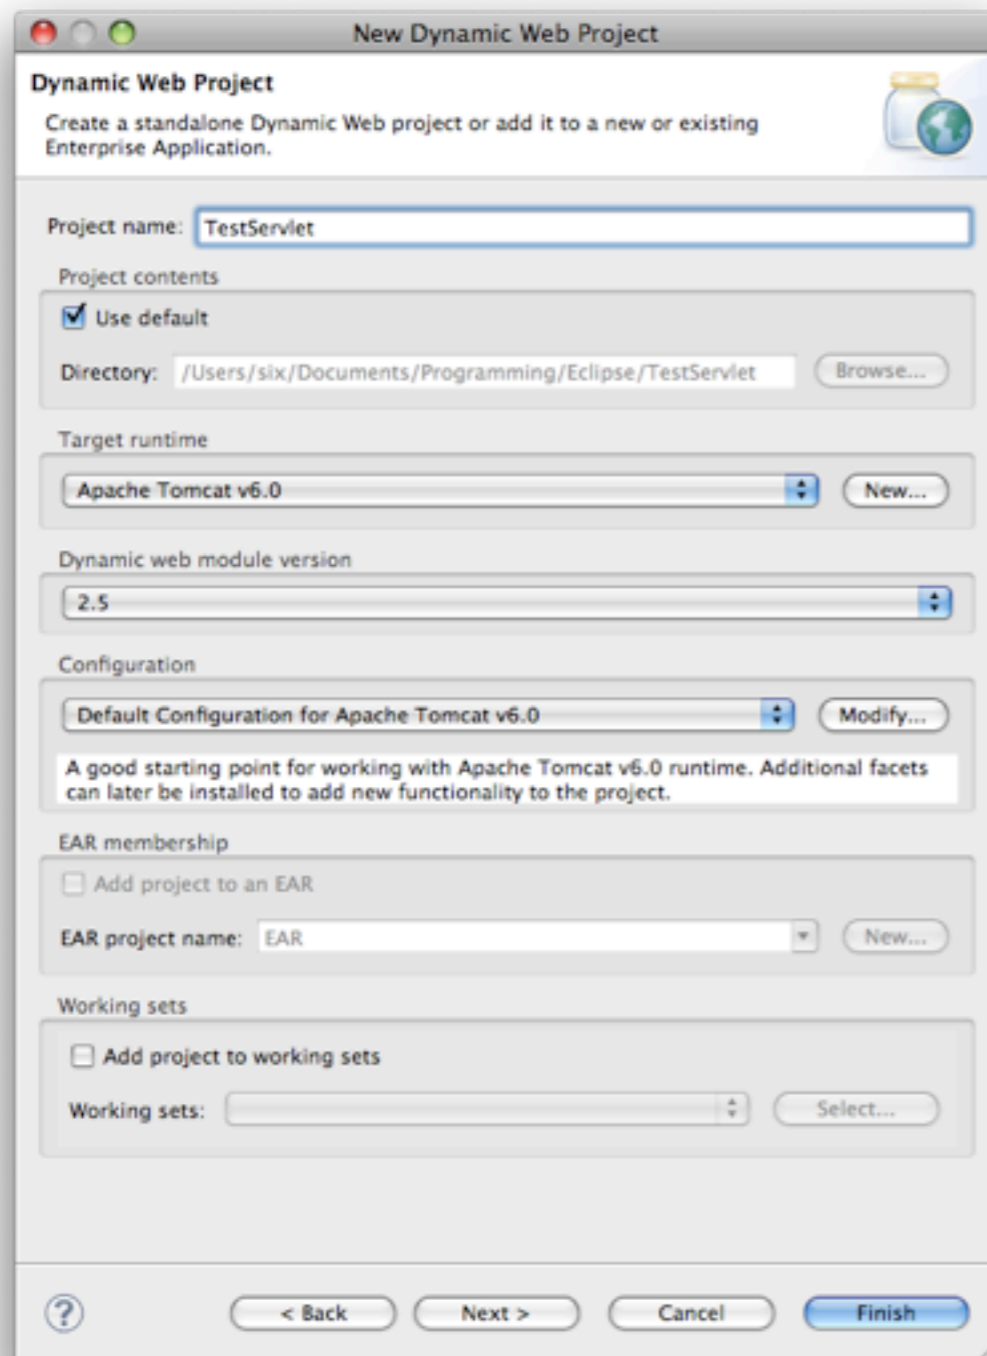 New Dynamic Web Project
Dynamic Web Project
Create a standalone Dynamic Web project or add it to a new or existing
Enterprise Application.
Project name: TestServlet
Project contents
Use default
Directory: /Users/six/Documents/Programming/Eclipse/TestServlet Browse...
Target runtime
Apache Tomcat v6.0 New...
Dynamic web module version
2.5
Configuration
Default Configuration for Apache Tomcat v6.0 Modify...
A good starting point for working with Apache Tomcat v6.0 runtime. Additional facets
can later be installed to add new functionality to the project.
EAR membership
Add project to an EAR
EAR project name: EAR New...
Working sets
Add project to working sets
Working sets: Select...
? < Back Next > Cancel Finish